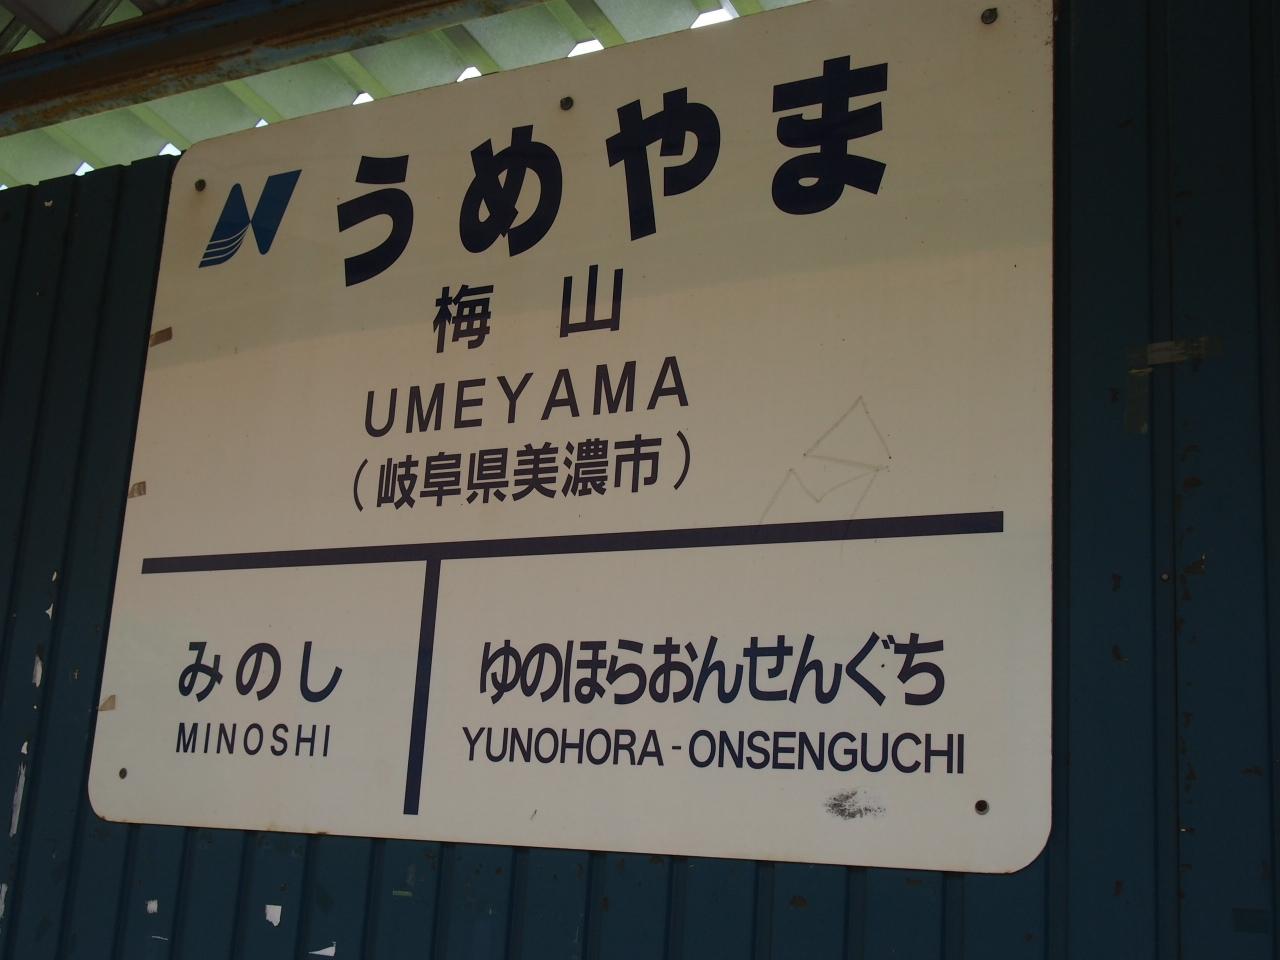 うめやま
梅山
UMEYAMA
(岐阜県美濃市)
みのし
MINOSHI
ゆのほらおんせんぐち
YUNOHORA-ONSENGUCHI